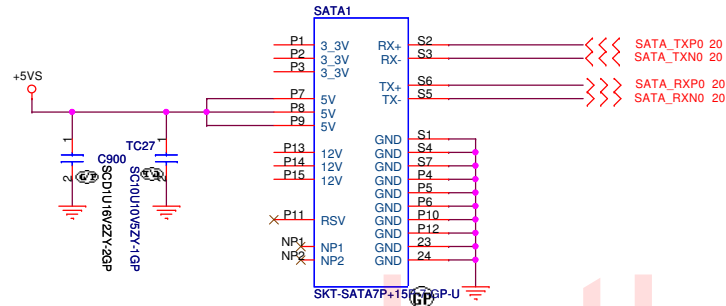 SATA1
P1 3_3V RX+ S2 SATA_TXP0 20
P2 3_3V RX- S3 SATA_TXN0 20
P3 3_3V
+5VS
TX+ S6 SATA_RXP0 20
P7 5V TX- S5 SATA_RXN0 20
P8 5V
P9 5V
GND S1
P13 12V GND S4
P14 12V GND S7
P15 12V GND P4
GND P5
GND P6
P11 RSV GND P10
GND P12
NP1 NP1 GND 23
NP2 NP2 GND 24
1 1
C900 TC27
2 2
GP
SCD1U16V2ZY-2GP
SC10U10V5ZY-1GP
GP